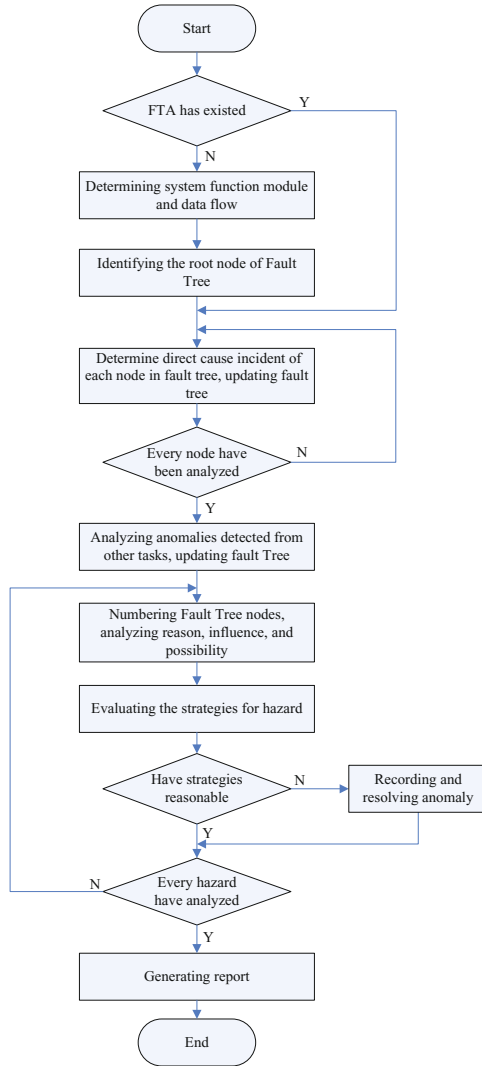 Start
FTA has existed
Y
N
Determining system function module
and data flow
Identifying the root node of Fault
Tree
Determine direct cause incident of
each node in fault tree, updating fault
tree
Every node have
been analyzed
N
Y
Analyzing anomalies detected from
other tasks, updating fault Tree
Numbering Fault Tree nodes,
analyzing reason, influence, and
possibility
Evaluating the strategies for hazard
Have strategies
reasonable
N
Recording and
resolving anomaly
Y
Every hazard
have analyzed
N
Y
Generating report
End